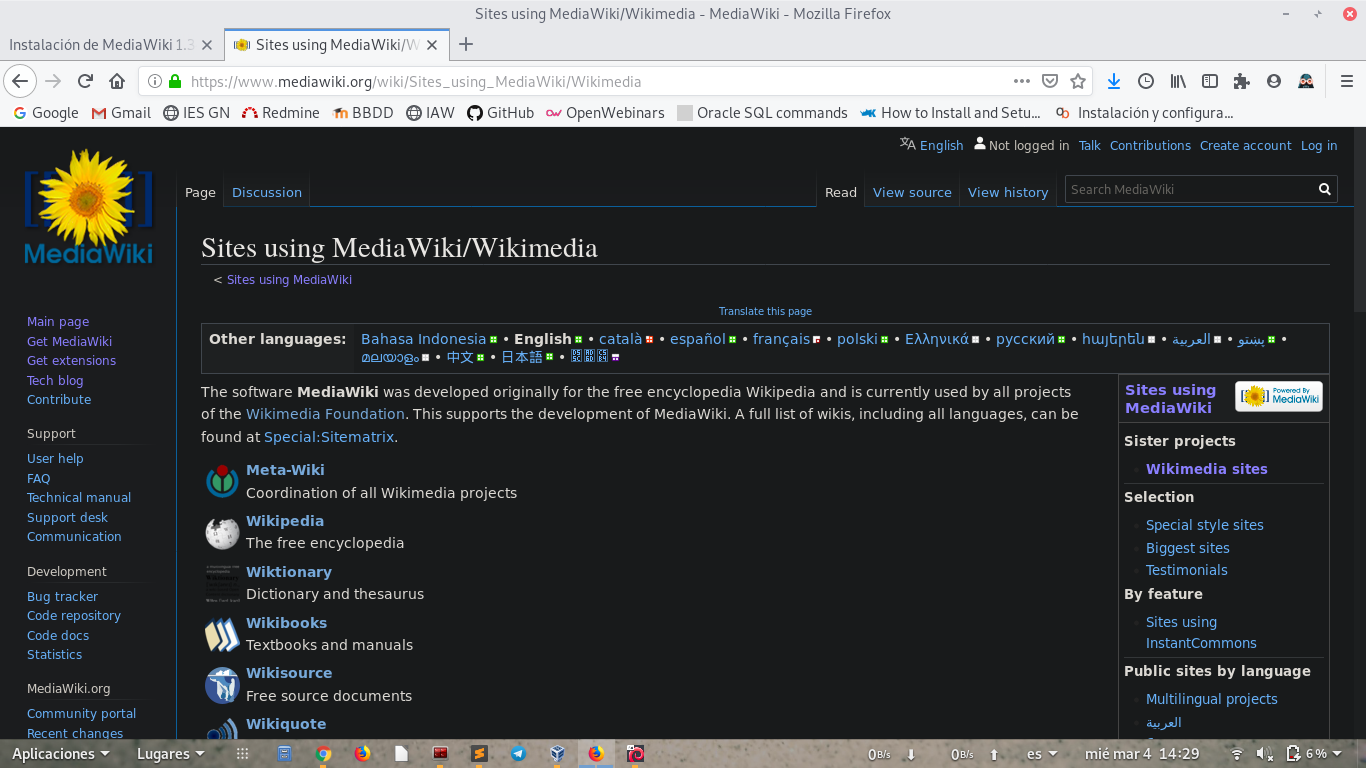 Sites using MediaWiki/Wikimedia - MediaWiki - Mozilla Firefox
Instalación de MediaWiki 1.3
Sites using MediaWiki/W
https://www.mediawiki.org/wiki/Sites_using_MediaWiki/Wikimedia
Google Gmail IES GN Redmine BBDD IAW GitHub OpenWebinars Oracle SQL commands How to Install and Setu... Instalación y configura...
English Not logged in Talk Contributions Create account Log in
MediaWiki
Page Discussion Read View source View history Search MediaWiki
Sites using MediaWiki/Wikimedia
< Sites using MediaWiki
Translate this page
Other languages: Bahasa Indonesia • English • català • español • français • polski • Ελληνικά • русский • հայերեն • العربية • پښتو •
മലയാളം • 中文 • 日本語 •
The software MediaWiki was developed originally for the free encyclopedia Wikipedia and is currently used by all projects
of the Wikimedia Foundation. This supports the development of MediaWiki. A full list of wikis, including all languages, can be
found at Special:Sitematrix.
Meta-Wiki
Coordination of all Wikimedia projects
Wikipedia
The free encyclopedia
Wiktionary
Dictionary and thesaurus
Wikibooks
Textbooks and manuals
Wikisource
Free source documents
Wikiquote
Sites using
MediaWiki
Powered By
MediaWiki
Sister projects
Wikimedia sites
Selection
Special style sites
Biggest sites
Testimonials
By feature
Sites using
InstantCommons
Public sites by language
Multilingual projects
العربية
Main page
Get MediaWiki
Get extensions
Tech blog
Contribute
Support
User help
FAQ
Technical manual
Support desk
Communication
Development
Bug tracker
Code repository
Code docs
Statistics
MediaWiki.org
Community portal
Recent changes
Aplicaciones Lugares 0B/s 0B/s es mié mar 4 14:29 6 %